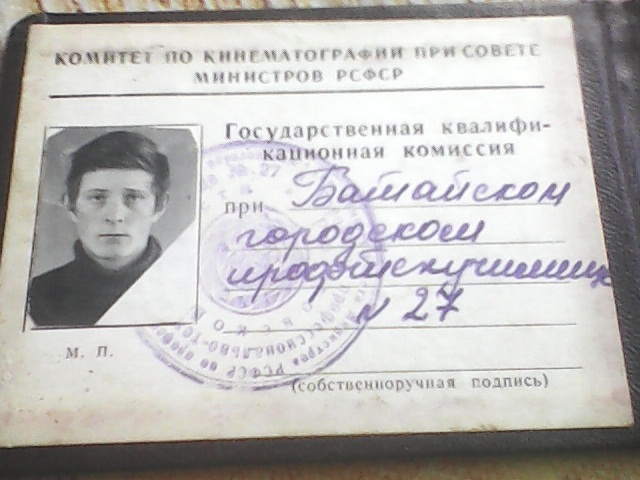 КОМИТЕТ ПО КИНЕМАТОГРАФИИ ПРИ СОВЕТЕ
МИНИСТРОВ РСФСР
Государственная квалифи-
кационная комиссия
при Батайском
городском
профтехучилище
№ 27
М. П.
(собственноручная подпись)